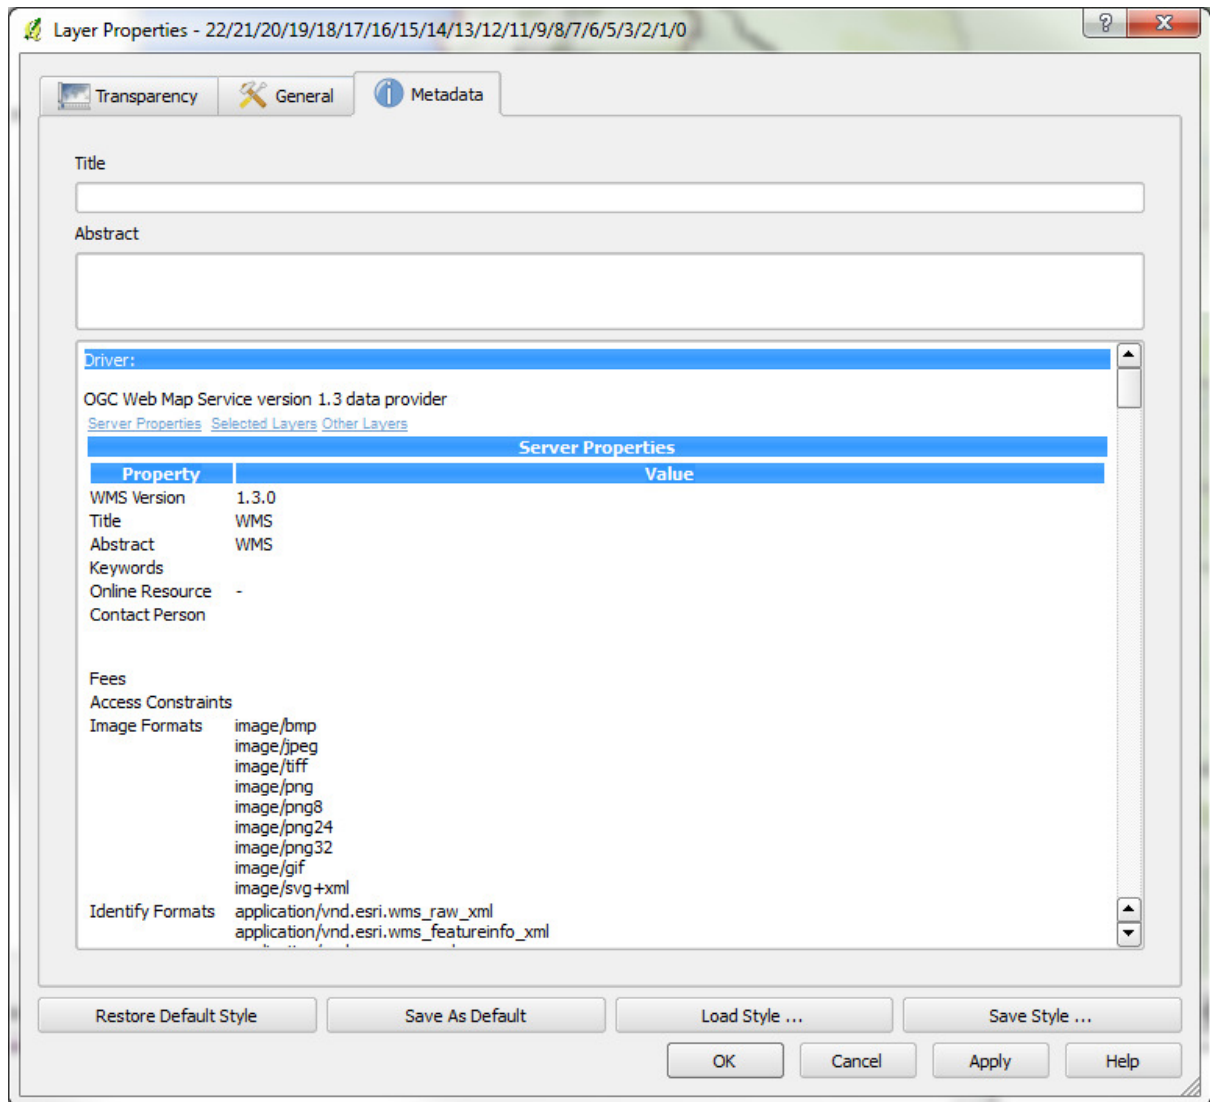 Layer Properties - 22/21/20/19/18/17/16/15/14/13/12/11/9/8/7/6/5/3/2/1/0
Transparency General Metadata
Title
Abstract
Driver:
OGC Web Map Service version 1.3 data provider
Server Properties Selected Layers Other Layers
Server Properties
Property Value
WMS Version 1.3.0
Title WMS
Abstract WMS
Keywords
Online Resource -
Contact Person
Fees
Access Constraints
Image Formats image/bmp
image/jpeg
image/tiff
image/png
image/png8
image/png24
image/png32
image/gif
image/svg+xml
Identify Formats application/vnd.esri.wms_raw_xml
application/vnd.esri.wms_featureinfo_xml
Restore Default Style Save As Default Load Style ... Save Style ...
OK Cancel Apply Help